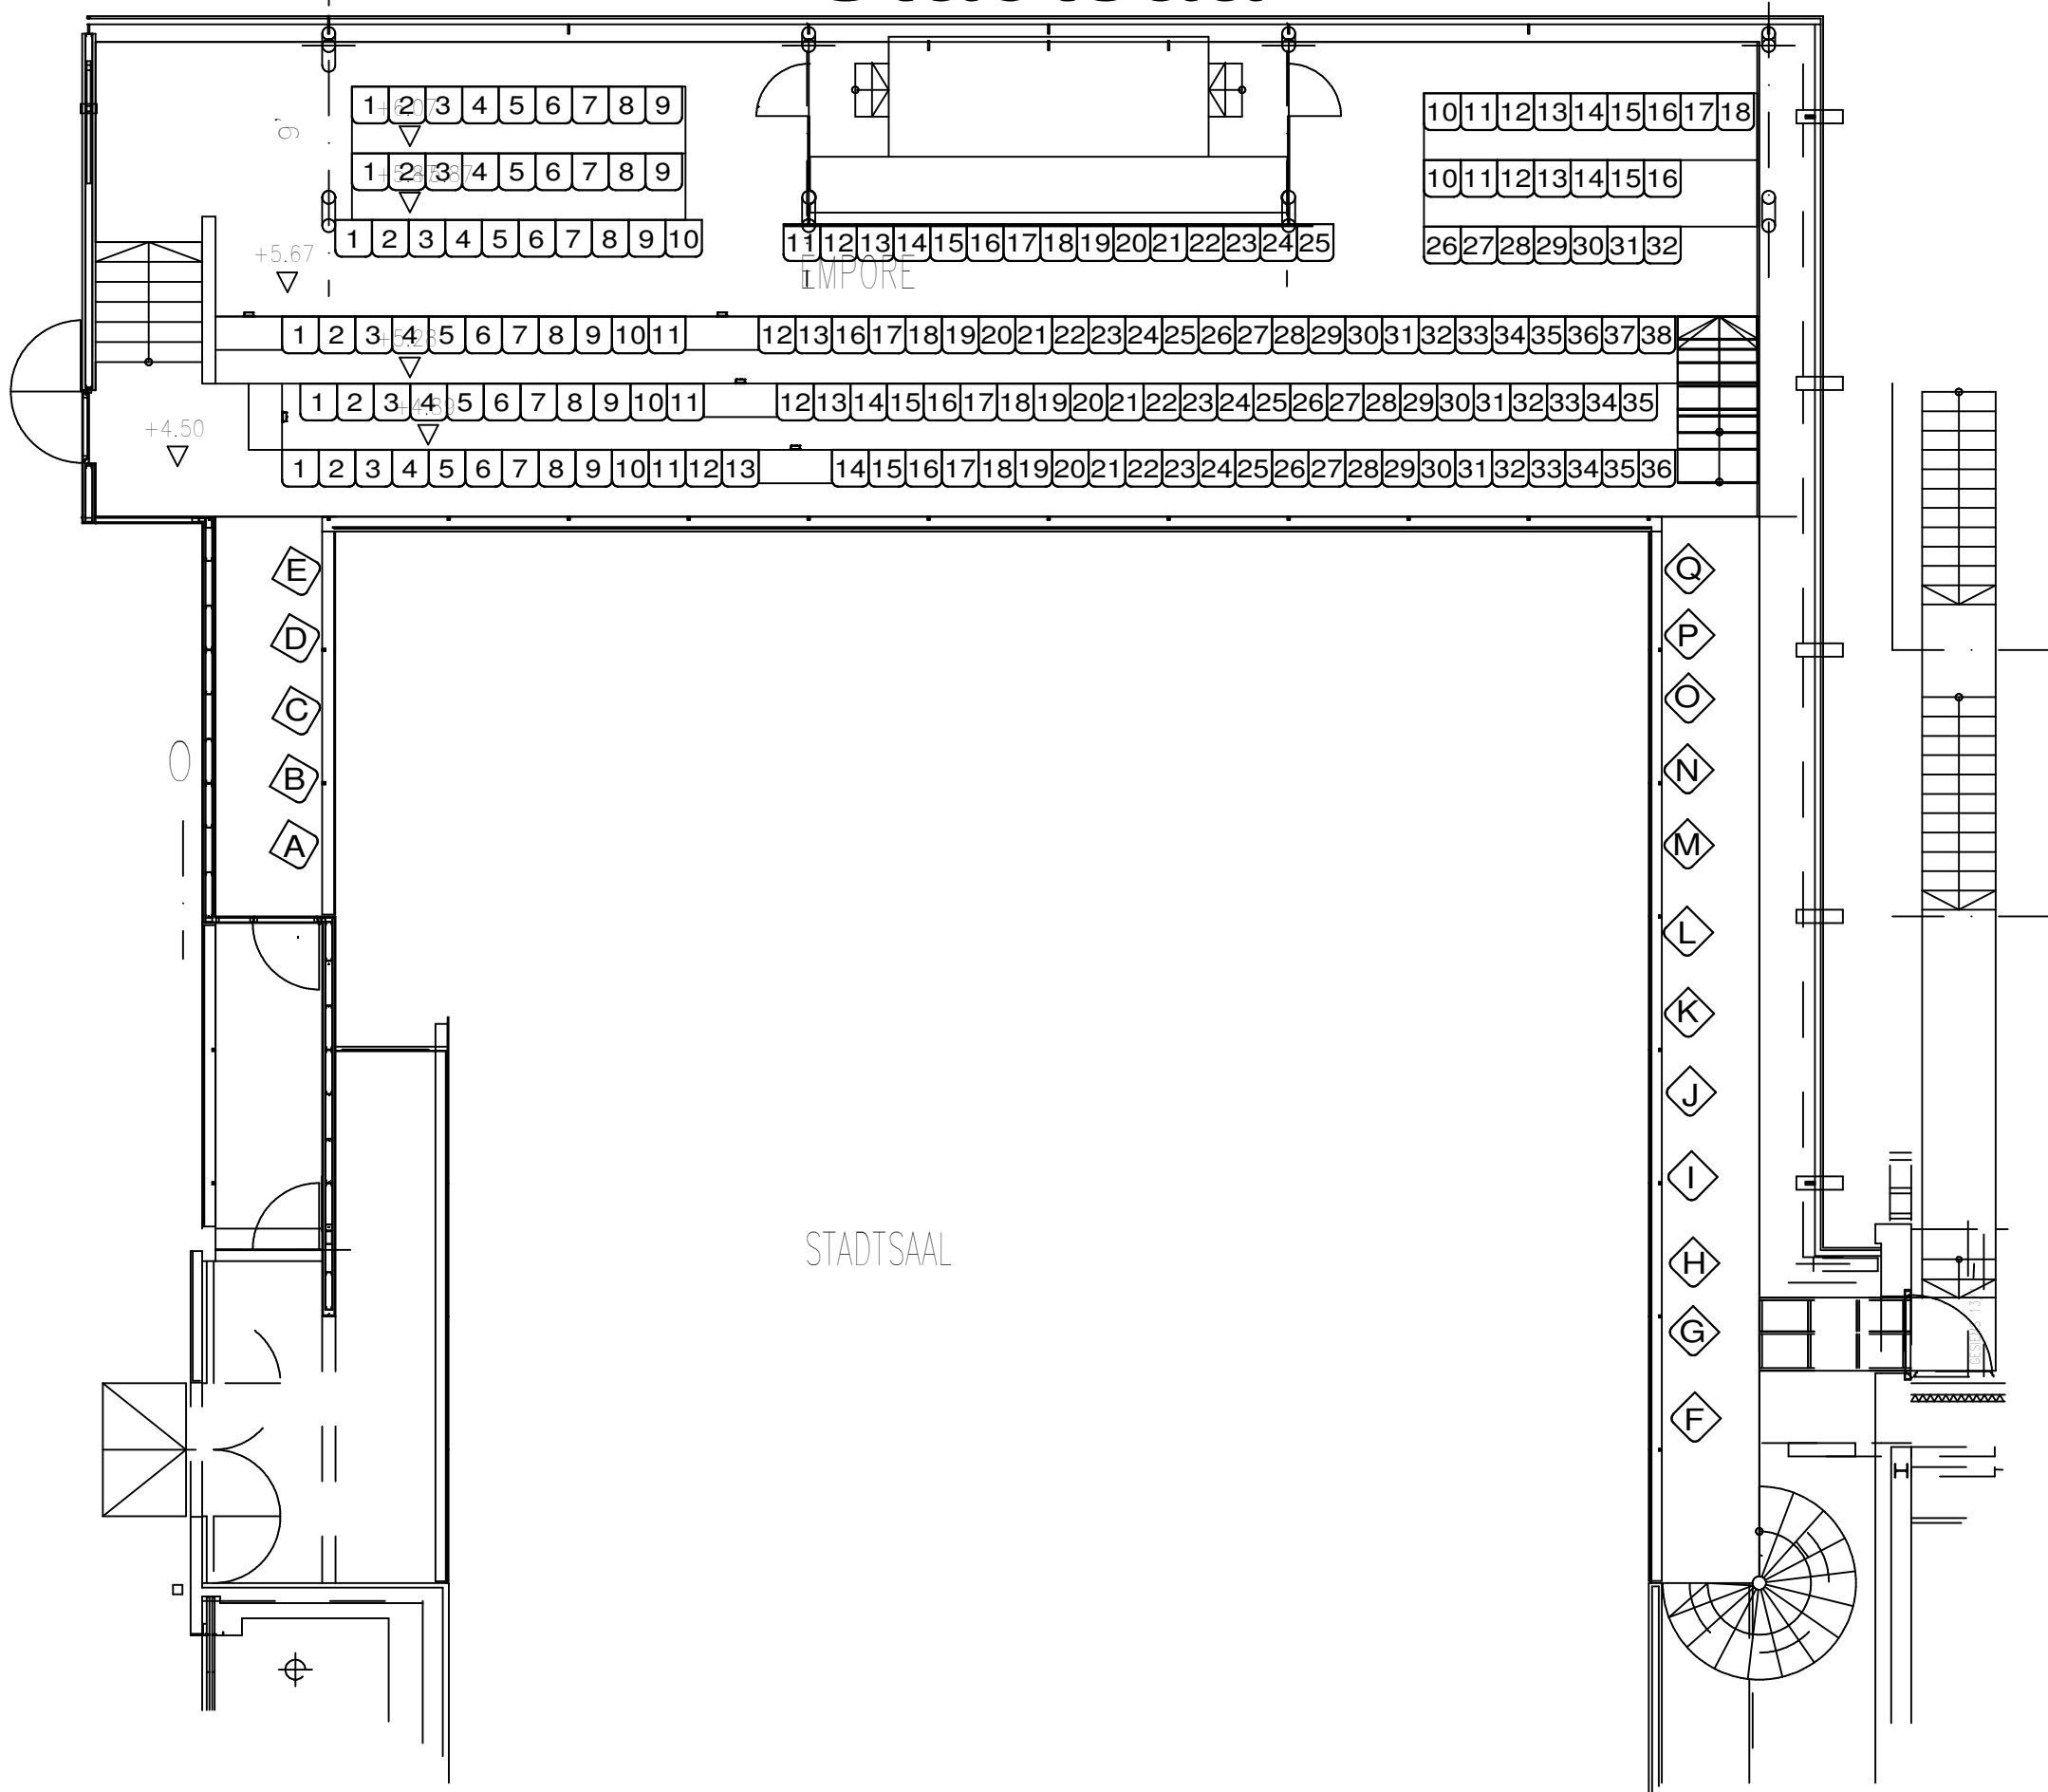 1 2 3 4 5 6 7 8 9 10 11 12 13 14 15 16 17 18
+6.07
1 2 3 4 5 6 7 8 9 10 11 12 13 14 15 16
+5.87
1 2 3 4 5 6 7 8 9 10 11 12 13 14 15 16 17 18 19 20 21 22 23 24 25 26 27 28 29 30 31 32
+5.67
EMPORE
1 2 3 4 5 6 7 8 9 10 11 12 13 16 17 18 19 20 21 22 23 24 25 26 27 28 29 30 31 32 33 34 35 36 37 38
+5.28
1 2 3 4 5 6 7 8 9 10 11 12 13 14 15 16 17 18 19 20 21 22 23 24 25 26 27 28 29 30 31 32 33 34 35
+4.89
+4.50
1 2 3 4 5 6 7 8 9 10 11 12 13 14 15 16 17 18 19 20 21 22 23 24 25 26 27 28 29 30 31 32 33 34 35 36
E Q
D P
C O
B N
A M
L
K
J
I
STADTSAAL
H
G
F